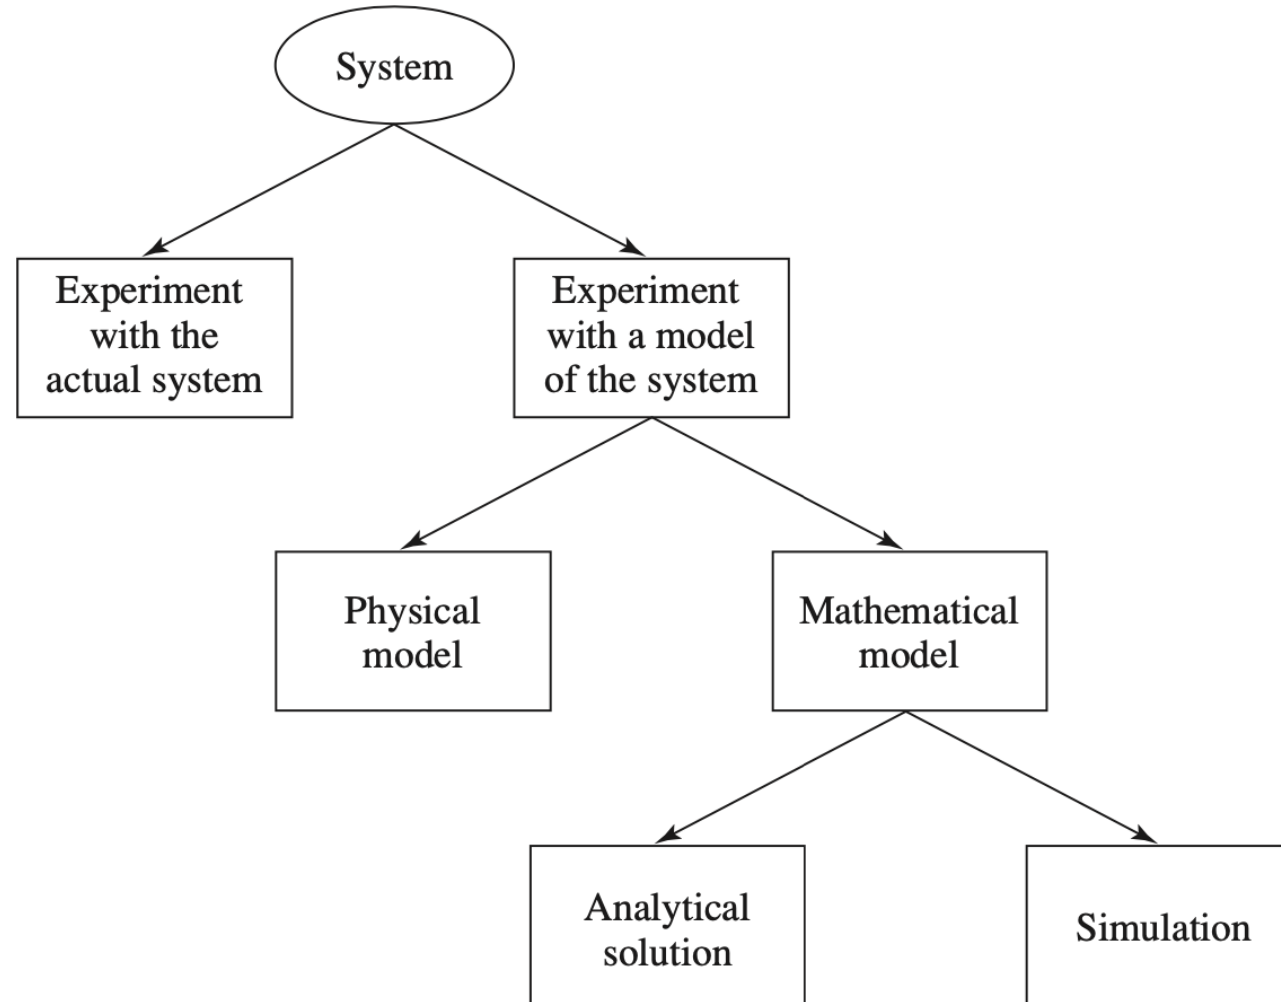 System
Experiment
with the
actual system
Experiment
with a model
of the system
Physical
model
Mathematical
model
Analytical
solution
Simulation